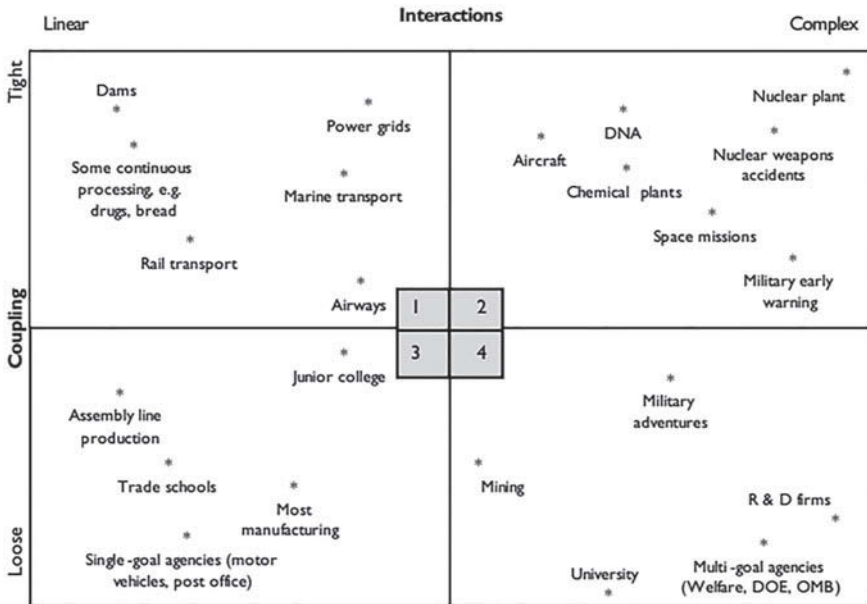 Interactions
Linear
Complex
Tight
Coupling
Loose
Dams
Power grids
Some continuous
processing, e.g.
drugs, bread
Marine transport
Rail transport
Airways
1
2
3
4
Nuclear plant
DNA
Aircraft
Nuclear weapons
accidents
Chemical plants
Space missions
Military early
warning
Junior college
Assembly line
production
Trade schools
Most
manufacturing
Single-goal agencies (motor
vehicles, post office)
Military
adventures
Mining
R & D firms
University
Multi-goal agencies
(Welfare, DOE, OMB)